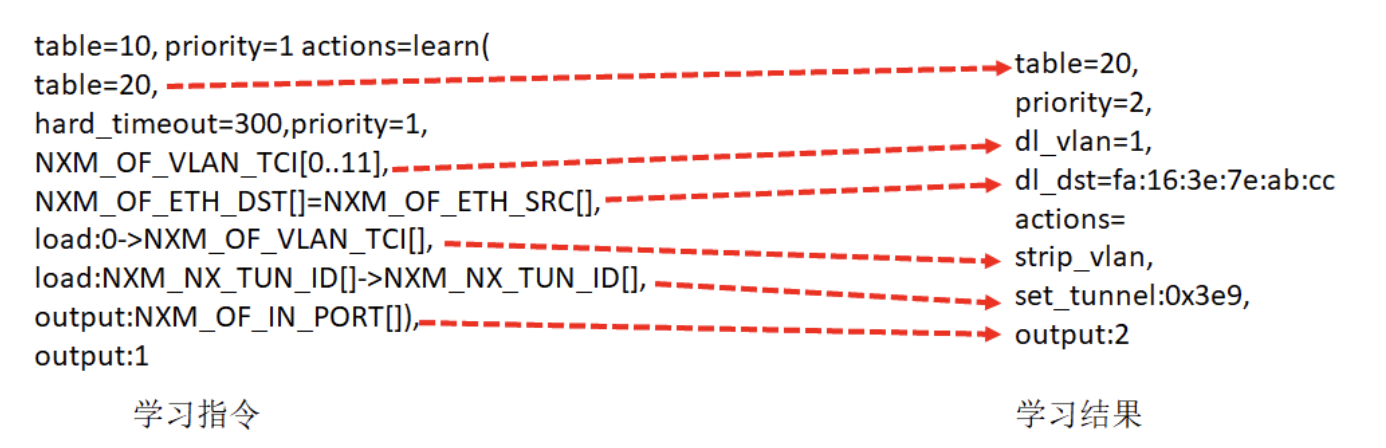 table=10, priority=1 actions=learn(
table=20,
hard_timeout=300,priority=1,
NXM_OF_VLAN_TCI[0..11],
NXM_OF_ETH_DST[]=NXM_OF_ETH_SRC[],
load:0->NXM_OF_VLAN_TCI[],
load:NXM_NX_TUN_ID[]->NXM_NX_TUN_ID[],
output:NXM_OF_IN_PORT[]),
output:1
学习指令
table=20,
priority=2,
dl_vlan=1,
dl_dst=fa:16:3e:7e:ab:cc
actions=
strip_vlan,
set_tunnel:0x3e9,
output:2
学习结果